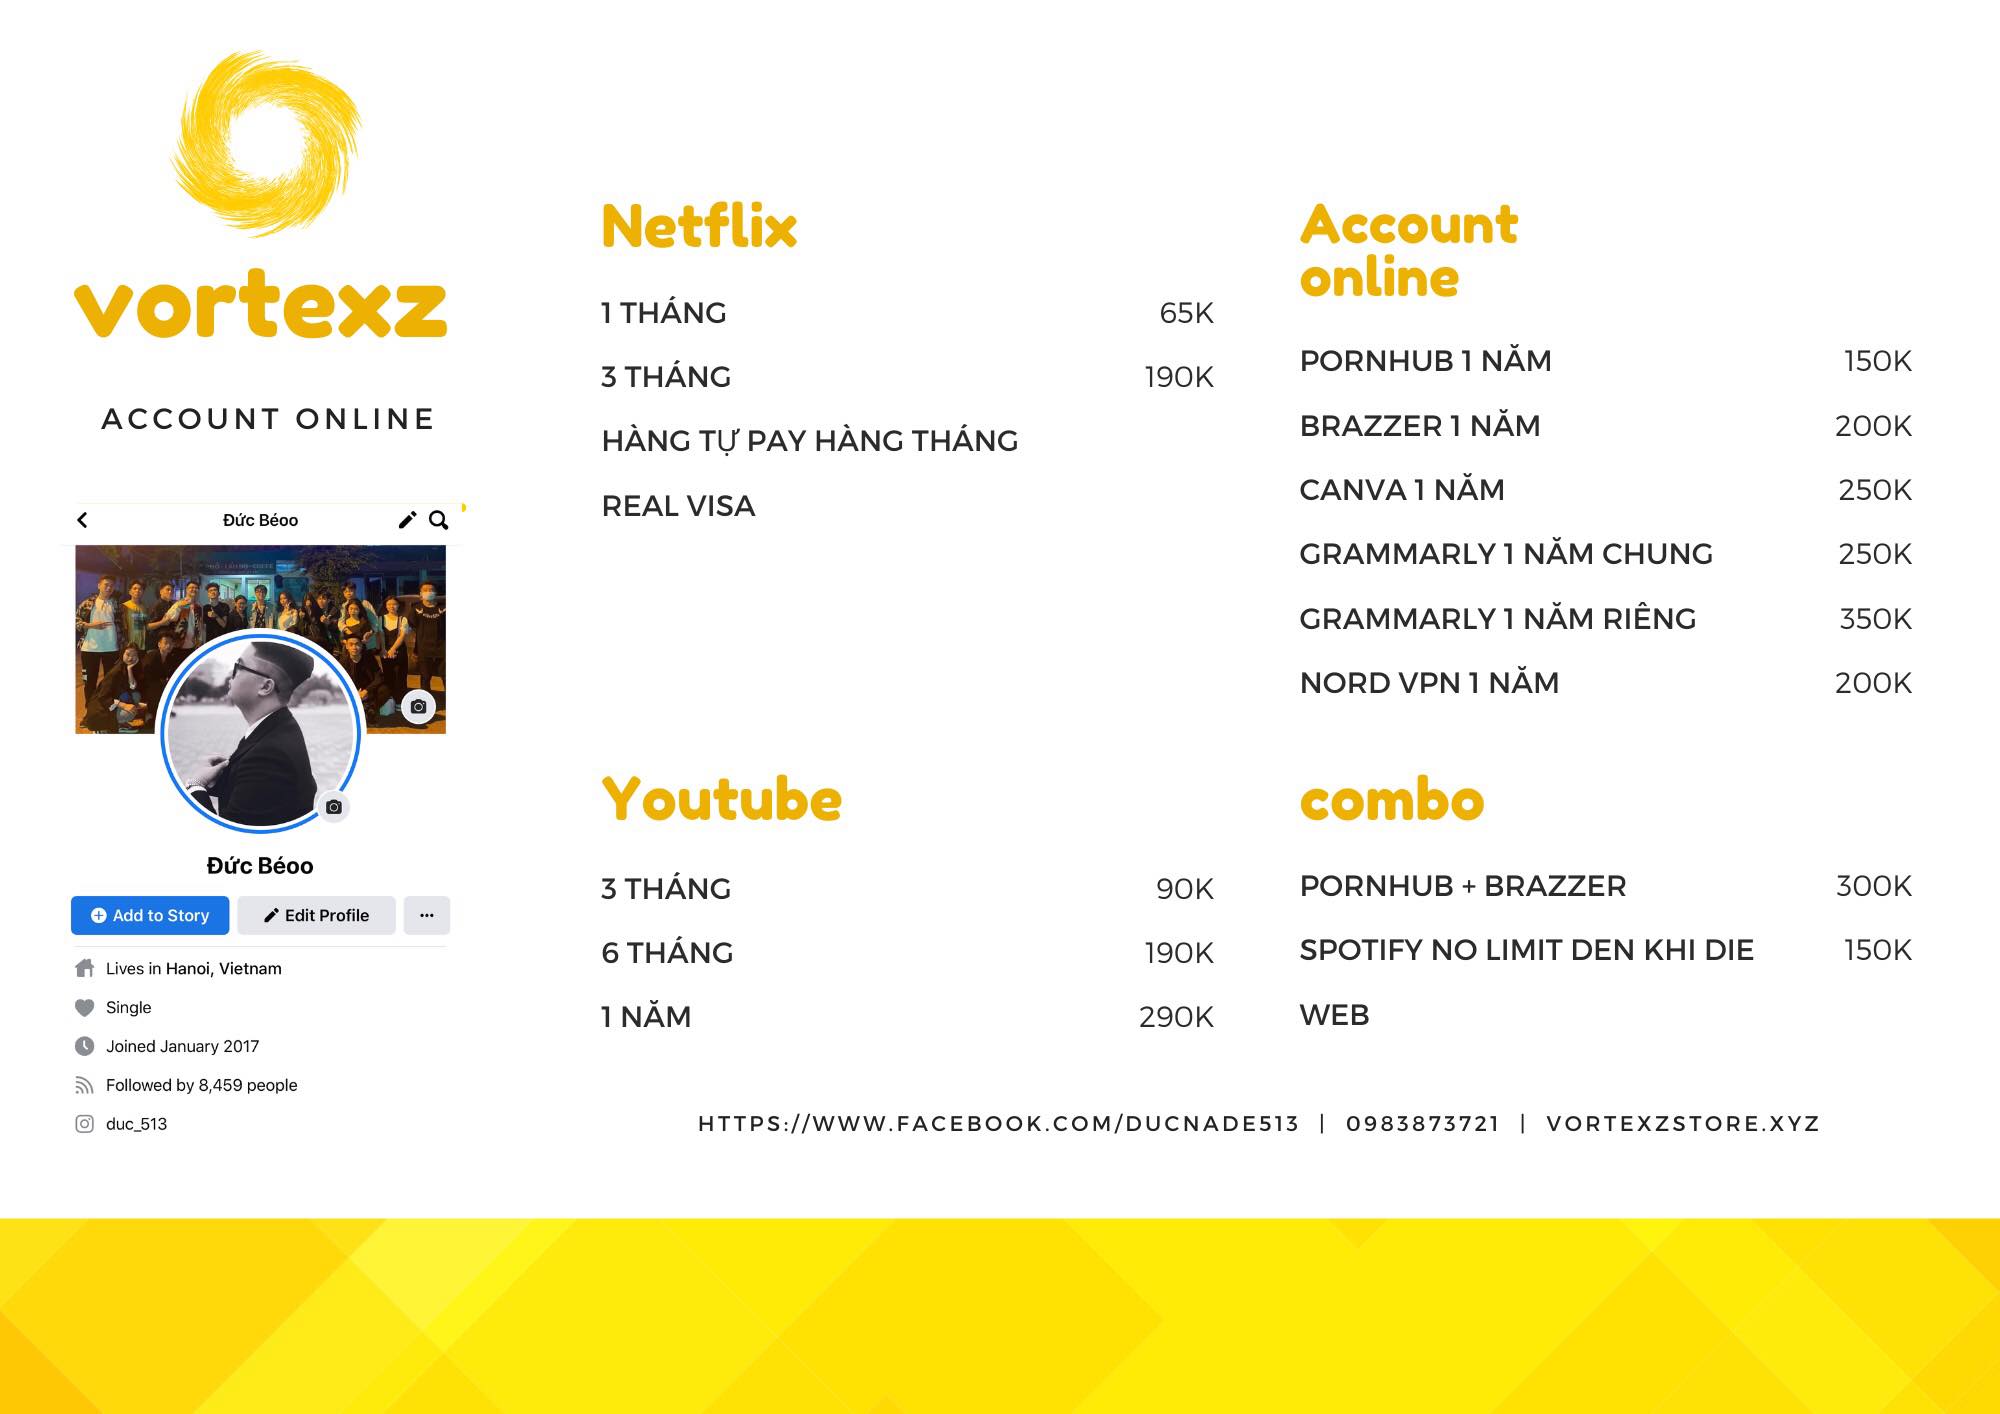 vortexz
ACCOUNT ONLINE
Đức Béoo
Đức Béoo
Add to Story
Edit Profile
Lives in Hanoi, Vietnam
Single
Joined January 2017
Followed by 8,459 people
duc_513
Netflix
1 THÁNG 65K
3 THÁNG 190K
HÀNG TỰ PAY HÀNG THÁNG
REAL VISA
Youtube
3 THÁNG 90K
6 THÁNG 190K
1 NĂM 290K
Account
online
PORNHUB 1 NĂM 150K
BRAZZER 1 NĂM 200K
CANVA 1 NĂM 250K
GRAMMARLY 1 NĂM CHUNG 250K
GRAMMARLY 1 NĂM RIÊNG 350K
NORD VPN 1 NĂM 200K
combo
PORNHUB + BRAZZER 300K
SPOTIFY NO LIMIT DEN KHI DIE 150K
WEB
HTTPS://WWW.FACEBOOK.COM/DUCNADE513 | 0983873721 | VORTEXZSTORE.XYZ